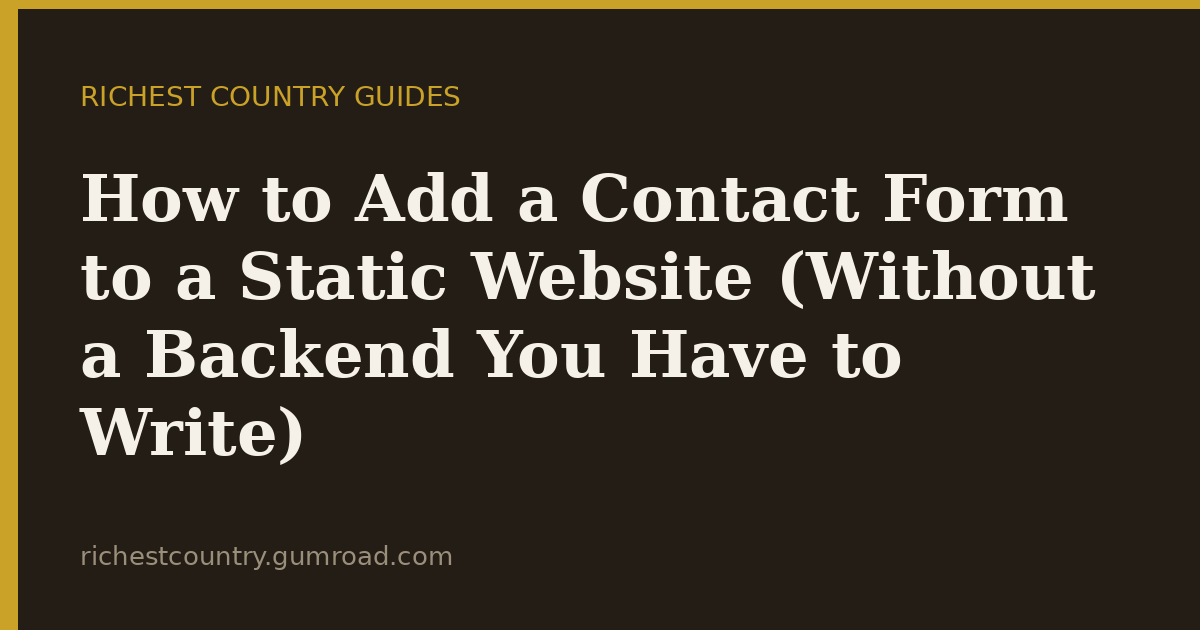 RICHEST COUNTRY GUIDES
How to Add a Contact Form
to a Static Website (Without
a Backend You Have to
Write)
richestcountry.gumroad.com